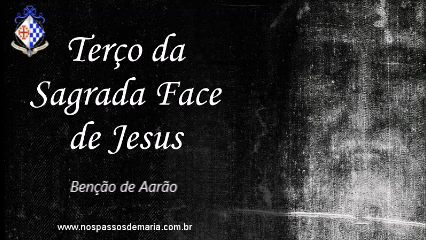 Terço da
Sagrada Face
de Jesus
Benção de Aarão
www.nospassosdemaria.com.br